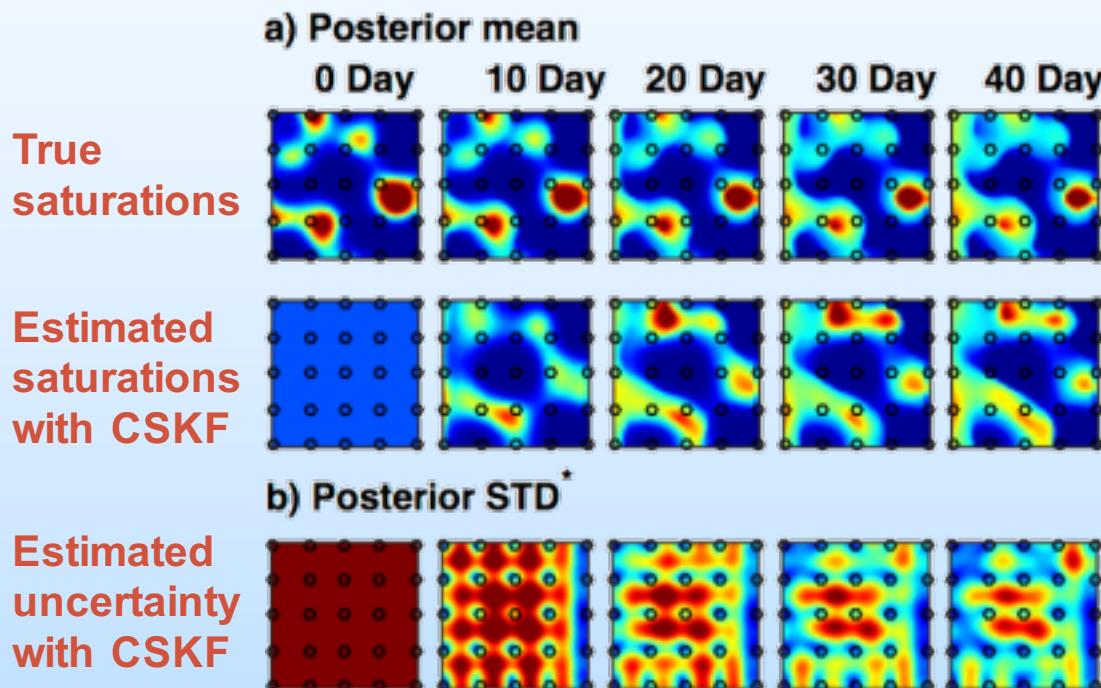 a) Posterior mean
0 Day 10 Day 20 Day 30 Day 40 Day
True
saturations
Estimated
saturations
with CSKF
b) Posterior STD*
Estimated
uncertainty
with CSKF